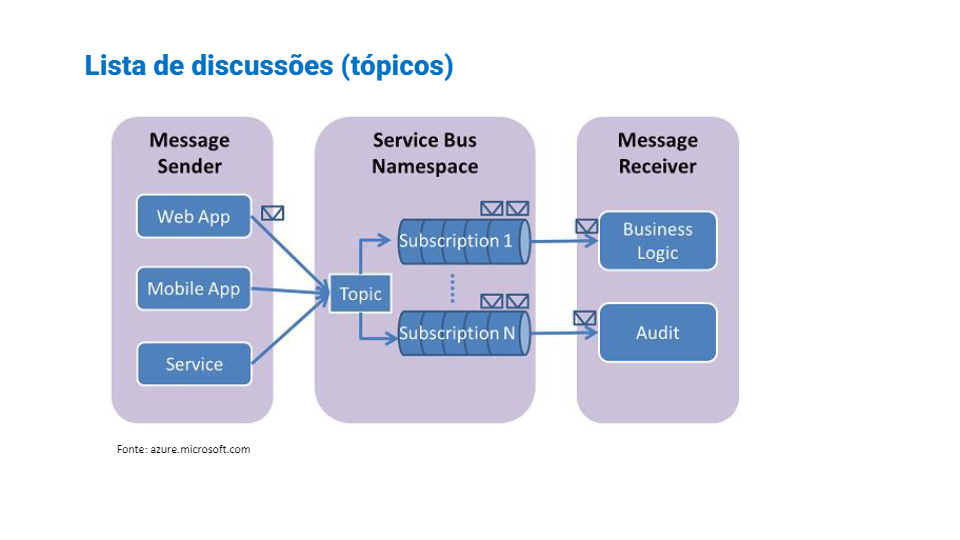 Lista de discussões (tópicos)
Message
Sender
Web App
Mobile App
Service
Service Bus
Namespace
Topic
Subscription 1
Subscription N
Message
Receiver
Business
Logic
Audit
Fonte: azure.microsoft.com